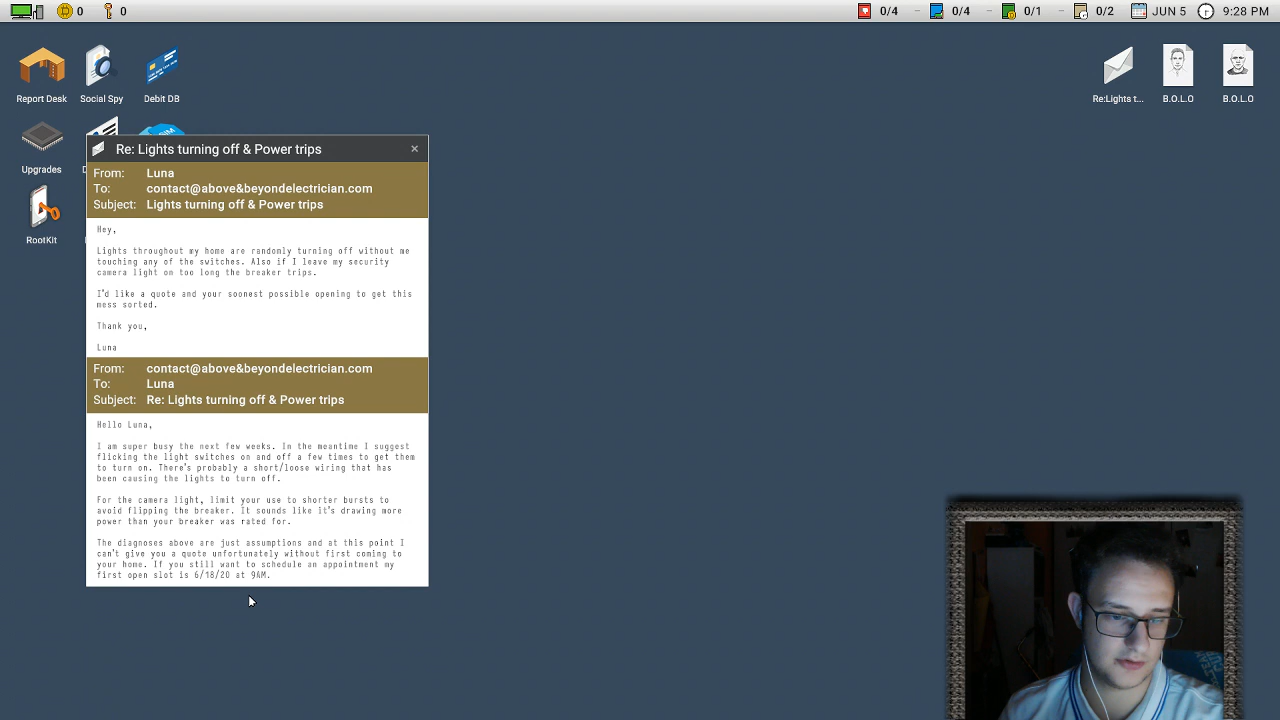 0
0
0/4
0/4
0/1
0/2
JUN 5
9:28 PM
Report Desk
Social Spy
Debit DB
Re:Lights t...
B.O.L.O
B.O.L.O
Upgrades
RootKit
Re: Lights turning off & Power trips
From: Luna
To: contact@above&beyondelectrician.com
Subject: Lights turning off & Power trips
Hey,
Lights throughout my home are randomly turning off without me
touching any of the switches. Also if I leave my security
camera light on too long the breaker trips.
I'd like a quote and your soonest possible opening to get this
mess sorted.
Thank you,
Luna
From: contact@above&beyondelectrician.com
To: Luna
Subject: Re: Lights turning off & Power trips
Hello Luna,
I am super busy the next few weeks. In the meantime I suggest
flicking the light switches on and off a few times to get them
to turn on. There's probably a short/loose wiring that has
been causing the lights to turn off.
For the camera light, limit your use to shorter bursts to
avoid flipping the breaker. It sounds like it's drawing more
power than your breaker was rated for.
The diagnoses above are just assumptions and at this point I
can't give you a quote unfortunately without first coming to
your home. If you still want to schedule an appointment my
first open slot is 6/18/20 at 9AM.